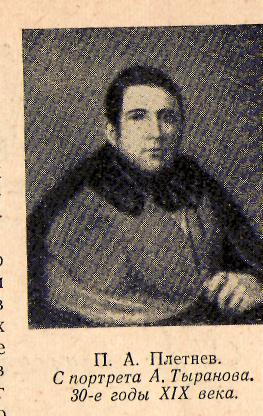 П. А. Плетнев.
С портрета А. Тыранова.
30-е годы XIX века.